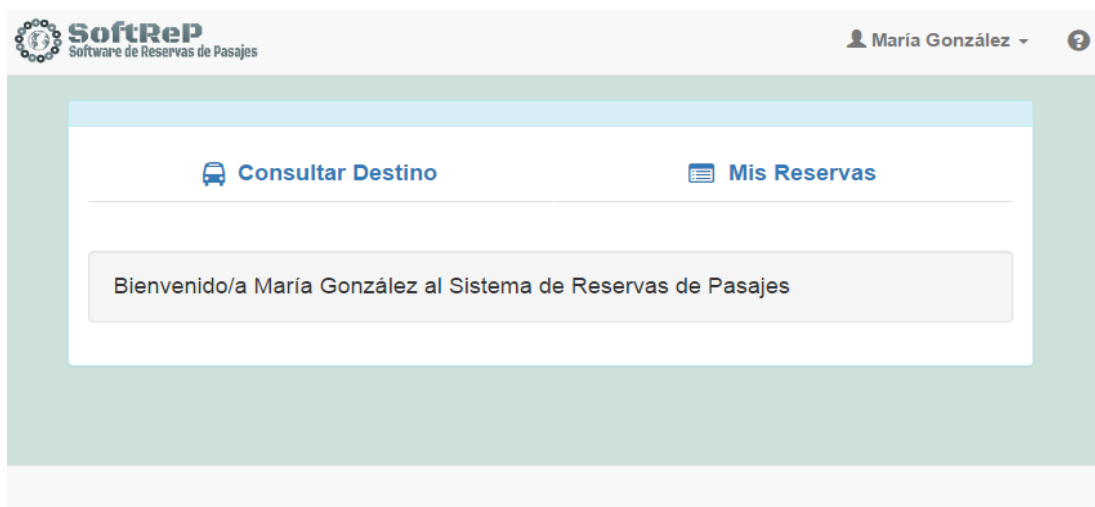 SoftReP
Software de Reservas de Pasajes
María González
Consultar Destino
Mis Reservas
Bienvenido/a María González al Sistema de Reservas de Pasajes